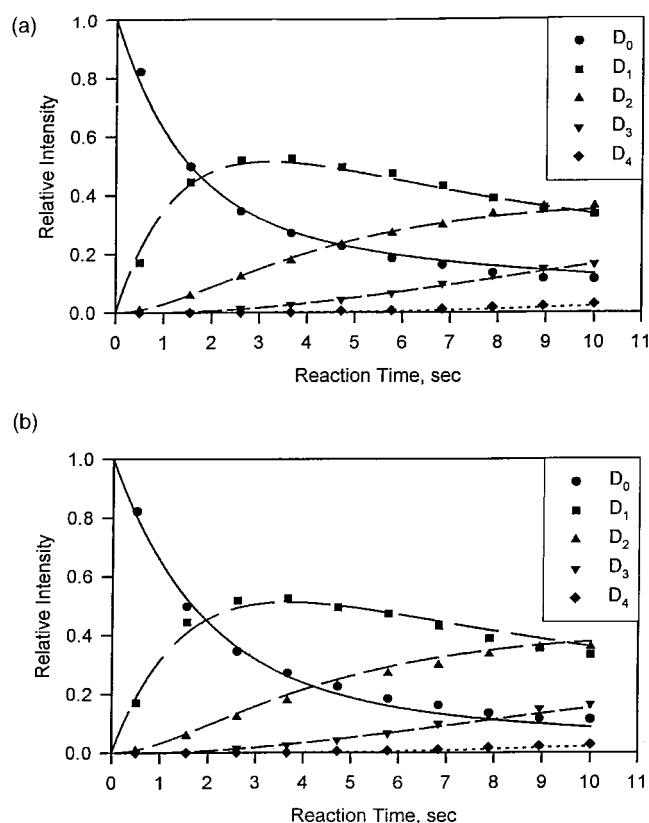 (a)
1.0
0.8
0.6
0.4
0.2
0.0
Relative Intensity
D₀
D₁
D₂
D₃
D₄
0 1 2 3 4 5 6 7 8 9 10 11
Reaction Time, sec
(b)
1.0
0.8
0.6
0.4
0.2
0.0
Relative Intensity
D₀
D₁
D₂
D₃
D₄
0 1 2 3 4 5 6 7 8 9 10 11
Reaction Time, sec